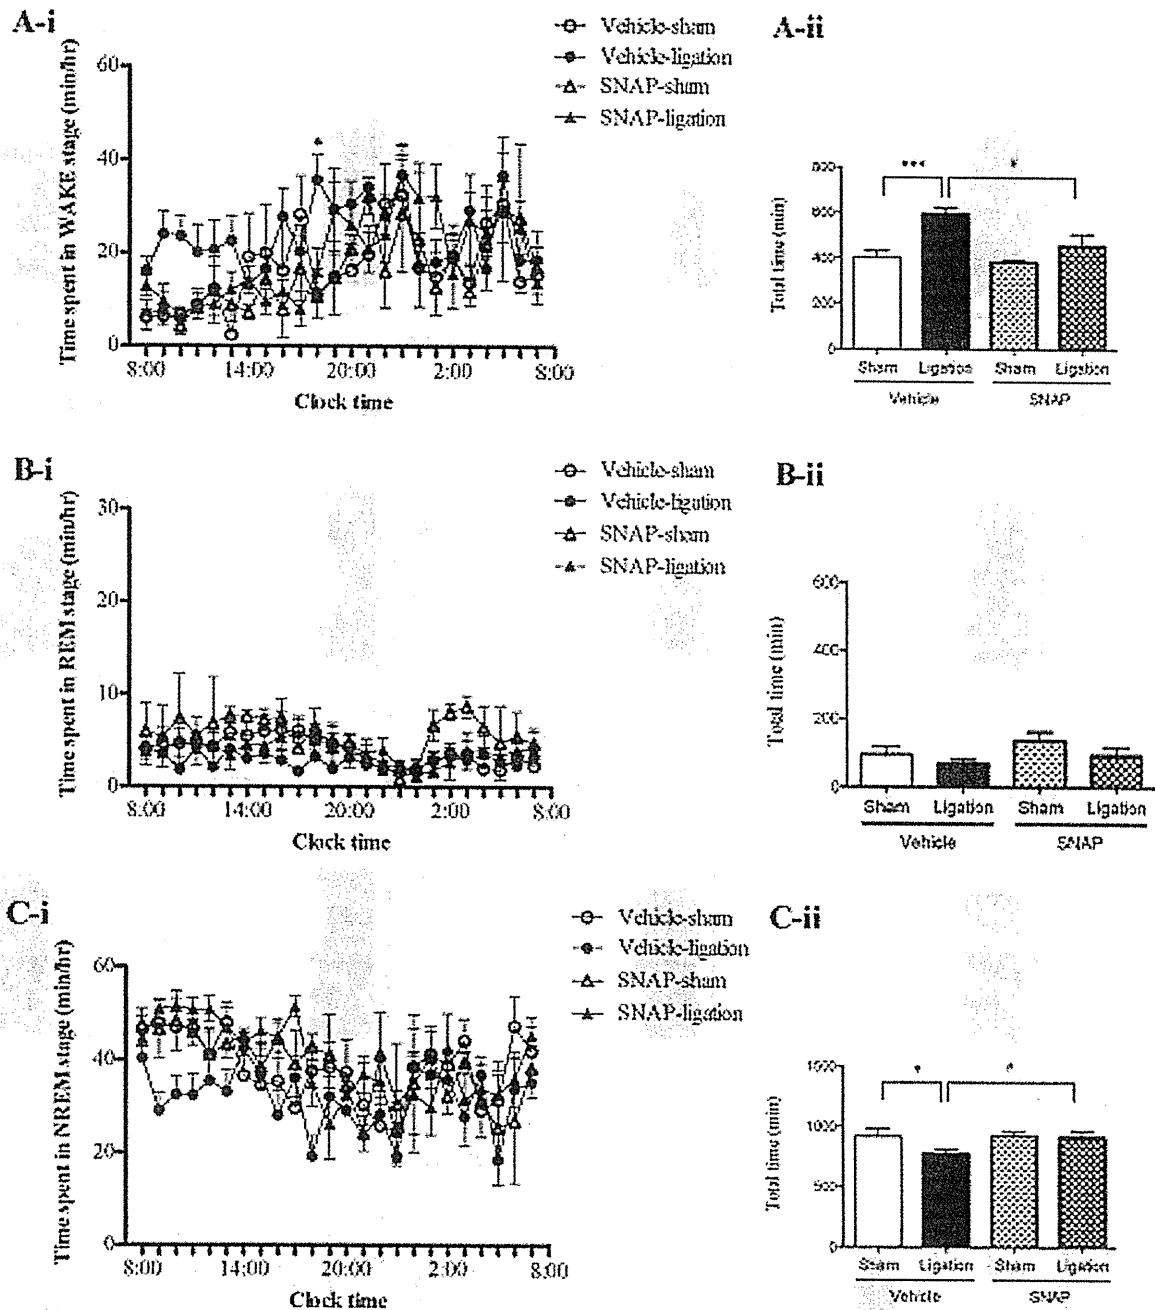 A-i
Vehicle-sham
Vehicle-ligation
SNAP-sham
SNAP-ligation
Time spent in WAKE stage (min/hr)
60
40
20
0
*
8:00 14:00 20:00 2:00 8:00
Clock time
A-ii
Total time (min)
800
600
400
200
0
*** *
Sham Ligation Sham Ligation
Vehicle SNAP
B-i
Vehicle-sham
Vehicle-ligation
SNAP-sham
SNAP-ligation
Time spent in REM stage (min/hr)
30
20
10
0
8:00 14:00 20:00 2:00 8:00
Clock time
B-ii
Total time (min)
600
400
200
0
Sham Ligation Sham Ligation
Vehicle SNAP
C-i
Vehicle-sham
Vehicle-ligation
SNAP-sham
SNAP-ligation
Time spent in NREM stage (min/hr)
60
40
20
0
8:00 14:00 20:00 2:00 8:00
Clock time
C-ii
Total time (min)
1500
1000
500
0
* *
Sham Ligation Sham Ligation
Vehicle SNAP